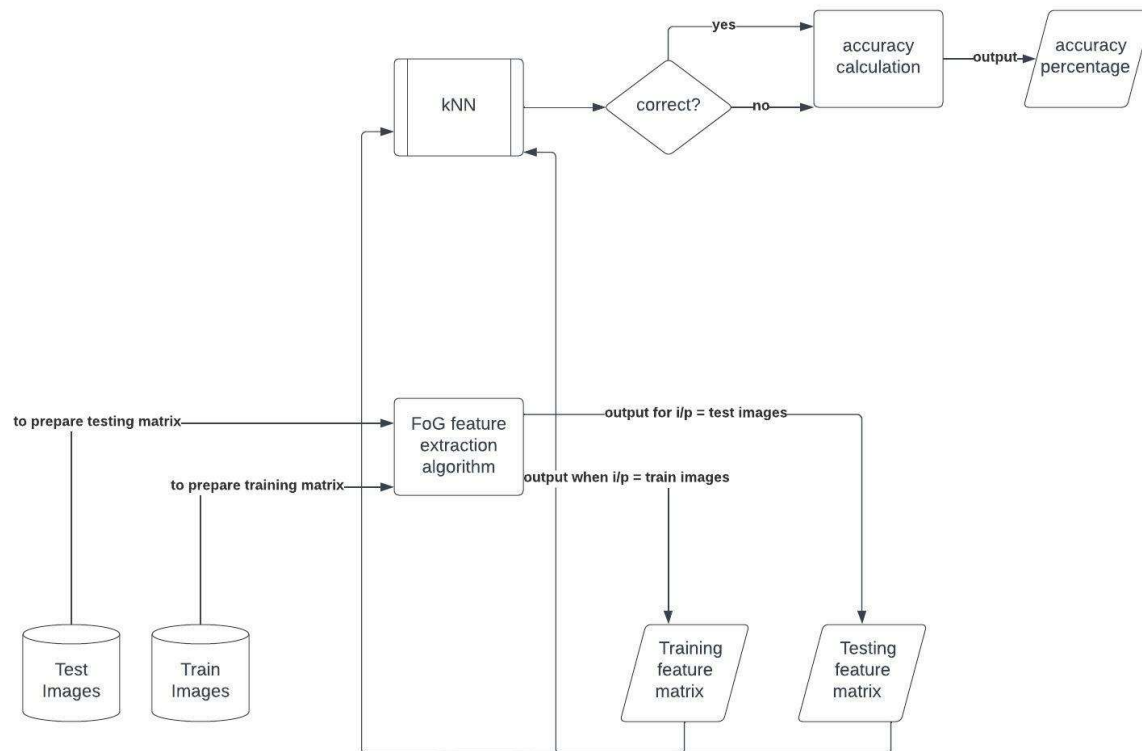 yes
accuracy
calculation
output
accuracy
percentage
kNN
correct?
no
to prepare testing matrix
FoG feature
extraction
algorithm
output for i/p = test images
to prepare training matrix
output when i/p = train images
Test
Images
Train
Images
Training
feature
matrix
Testing
feature
matrix